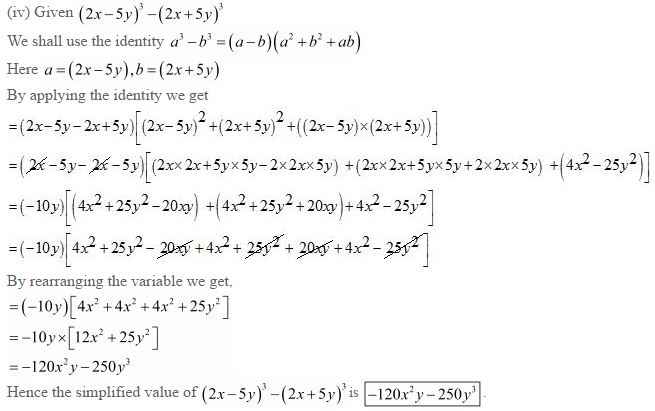 (iv) Given (2x−5y)³ −(2x+5y)³
We shall use the identity a³ −b³ =(a−b)(a² +b² +ab)
Here a=(2x−5y),b=(2x+5y)
By applying the identity we get
=(2x−5y−2x+5y)[(2x−5y)²+(2x+5y)²+((2x−5y)×(2x+5y))]
=(2x−5y−2x−5y)[(2x×2x+5y×5y−2×2x×5y) +(2x×2x+5y×5y+2×2x×5y) +(4x²−25y²)]
=(−10y)[(4x²+25y²−20xy) +(4x²+25y²+20xy)+4x²−25y²]
=(−10y)[4x²+25y²−20xy+4x²+25y²+20xy+4x²−25y²]
By rearranging the variable we get,
=(−10y)[4x² +4x² +4x² +25y²]
=−10y×[12x² +25y²]
=−120x²y−250y³
Hence the simplified value of (2x−5y)³ −(2x+5y)³ is −120x²y−250y³.